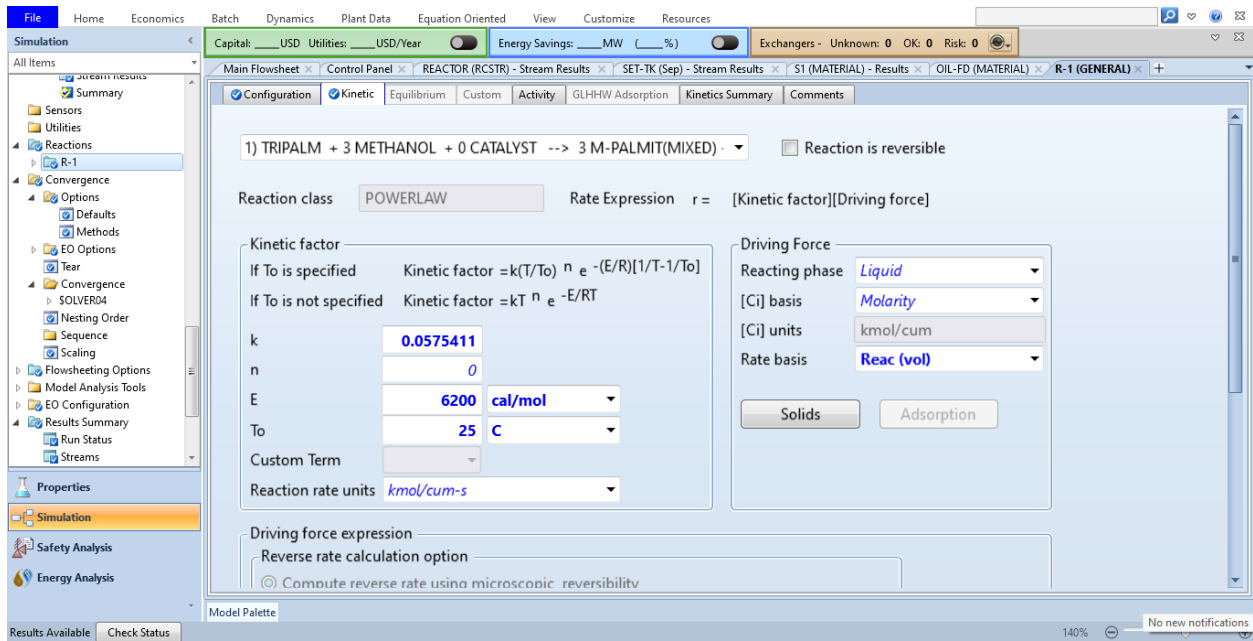 File Home Economics Batch Dynamics Plant Data Equation Oriented View Customize Resources
Simulation
Capital: ____USD Utilities: ____USD/Year Energy Savings: ____MW (____%) Exchangers - Unknown: 0 OK: 0 Risk: 0
All Items
Main Flowsheet Control Panel REACTOR (RCSTR) - Stream Results SET-TK (Sep) - Stream Results S1 (MATERIAL) - Results OIL-FD (MATERIAL) R-1 (GENERAL)
Stream Results
Summary
Sensors
Utilities
Reactions
R-1
Convergence
Options
Defaults
Methods
EO Options
Tear
Convergence
$OLVER04
Nesting Order
Sequence
Scaling
Flowsheeting Options
Model Analysis Tools
EO Configuration
Results Summary
Run Status
Streams
Properties
Simulation
Safety Analysis
Energy Analysis
Configuration Kinetic Equilibrium Custom Activity GLHHW Adsorption Kinetics Summary Comments
1) TRIPALM + 3 METHANOL + 0 CATALYST --> 3 M-PALMIT(MIXED) Reaction is reversible
Reaction class POWERLAW Rate Expression r = [Kinetic factor][Driving force]
Kinetic factor
If To is specified Kinetic factor =k(T/To) n e -(E/R)[1/T-1/To]
If To is not specified Kinetic factor =kT n e -E/RT
k 0.0575411
n 0
E 6200 cal/mol
To 25 C
Custom Term
Reaction rate units kmol/cum-s
Driving Force
Reacting phase Liquid
[Ci] basis Molarity
[Ci] units kmol/cum
Rate basis Reac (vol)
Solids Adsorption
Driving force expression
Reverse rate calculation option
Compute reverse rate using microscopic reversibility
Model Palette
Results Available Check Status
140%
No new notifications